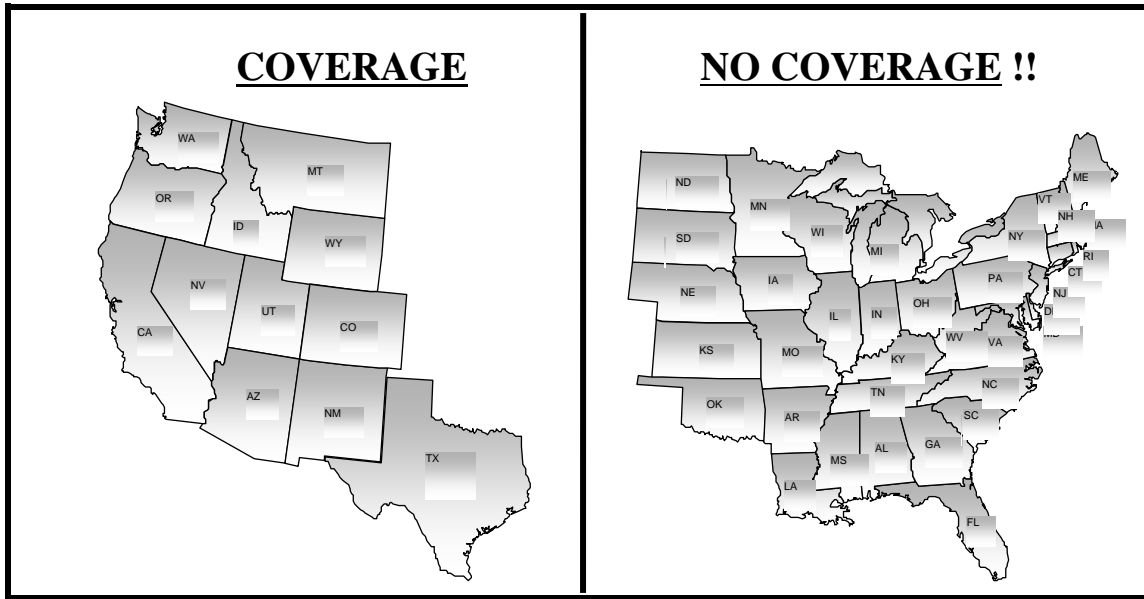 COVERAGE
WA
MT
OR
ID
WY
NV
UT
CO
CA
AZ
NM
TX
NO COVERAGE !!
ME
ND
VT
MN
NH
SD
WI
NY
MI
RI
CT
PA
IA
NE
NJ
OH
IL
IN
WV
VA
KS
MO
KY
NC
TN
OK
AR
SC
GA
AL
MS
LA
FL